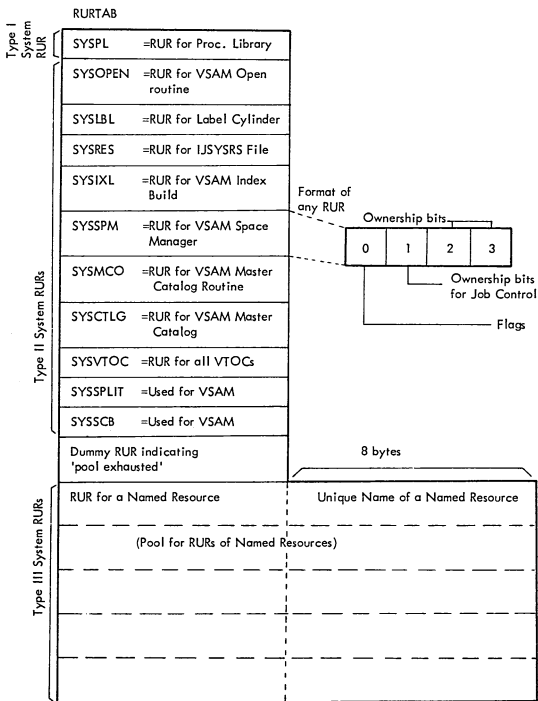 RURTAB
Type I
System
RUR
SYSPL =RUR for Proc. Library
Type II System RURs
SYSOPEN =RUR for VSAM Open
routine
SYSLBL =RUR for Label Cylinder
SYSRES =RUR for IJSYSRS File
SYSIXL =RUR for VSAM Index
Build
SYSSPM =RUR for VSAM Space
Manager
SYSMCO =RUR for VSAM Master
Catalog Routine
SYSCTLG =RUR for VSAM Master
Catalog
SYSVTOC =RUR for all VTOCs
SYSSPLIT =Used for VSAM
SYSSCB =Used for VSAM
Format of
any RUR
Ownership bits
0 1 2 3
Ownership bits
for Job Control
Flags
Dummy RUR indicating
'pool exhausted'
8 bytes
Type III System RURs
RUR for a Named Resource Unique Name of a Named Resource
(Pool for RURs of Named Resources)